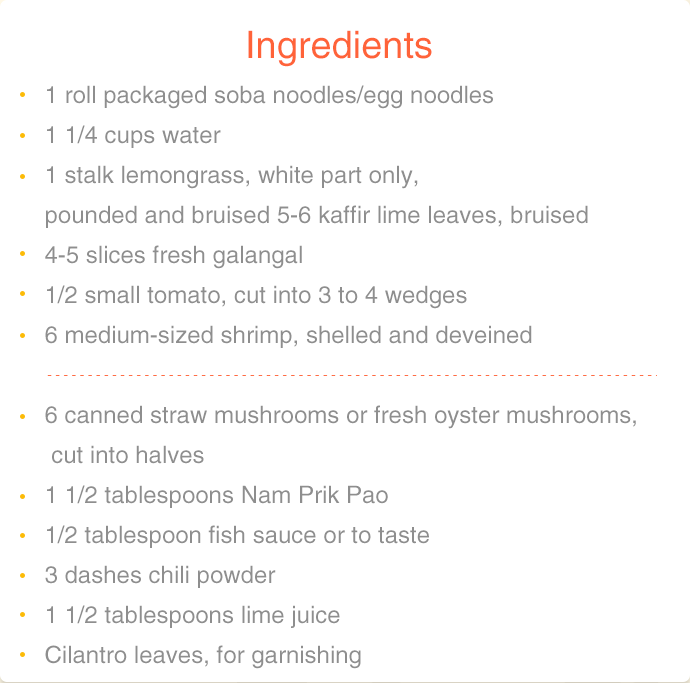 Ingredients
• 1 roll packaged soba noodles/egg noodles
• 1 1/4 cups water
• 1 stalk lemongrass, white part only,
pounded and bruised 5-6 kaffir lime leaves, bruised
• 4-5 slices fresh galangal
• 1/2 small tomato, cut into 3 to 4 wedges
• 6 medium-sized shrimp, shelled and deveined
• 6 canned straw mushrooms or fresh oyster mushrooms,
cut into halves
• 1 1/2 tablespoons Nam Prik Pao
• 1/2 tablespoon fish sauce or to taste
• 3 dashes chili powder
• 1 1/2 tablespoons lime juice
• Cilantro leaves, for garnishing